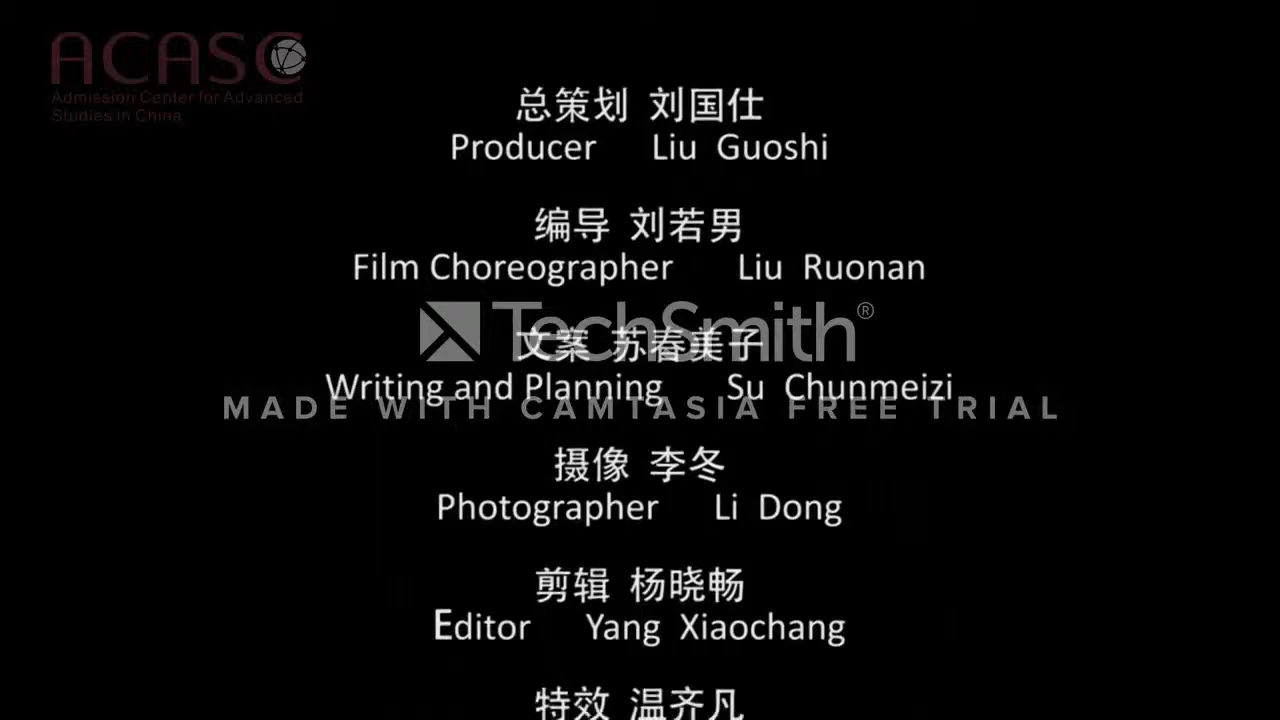 ACASC
Admission Center for Advanced
Studies in China
总策划 刘国仕
Producer Liu Guoshi
编导 刘若男
Film Choreographer Liu Ruonan
TechSmith®
文案 苏春美子
Writing and Planning Su Chunmeizi
MADE WITH CAMTASIA FREE TRIAL
摄像 李冬
Photographer Li Dong
剪辑 杨晓畅
Editor Yang Xiaochang
特效 温齐凡